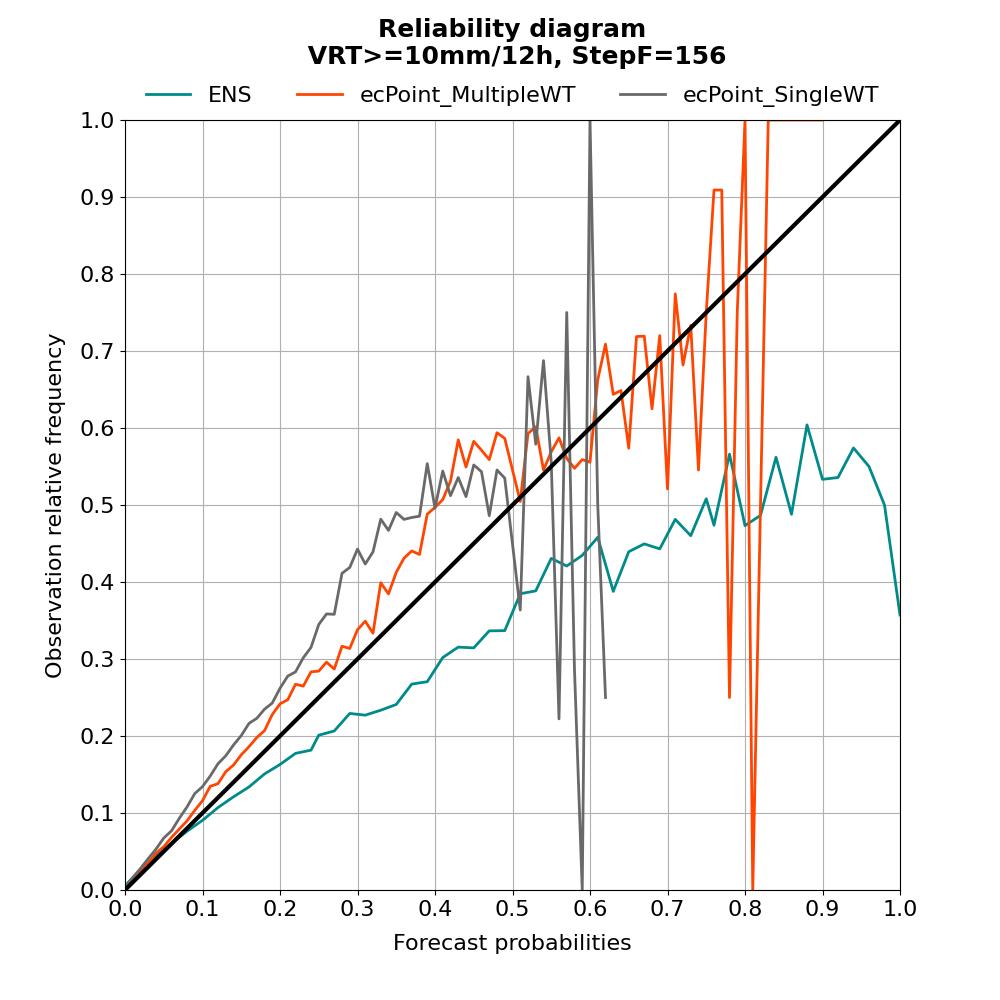 Reliability diagram
VRT>=10mm/12h, StepF=156
ENS ecPoint_MultipleWT ecPoint_SingleWT
1.0
0.9
0.8
0.7
0.6
0.5
0.4
0.3
0.2
0.1
0.0
Observation relative frequency
0.0 0.1 0.2 0.3 0.4 0.5 0.6 0.7 0.8 0.9 1.0
Forecast probabilities